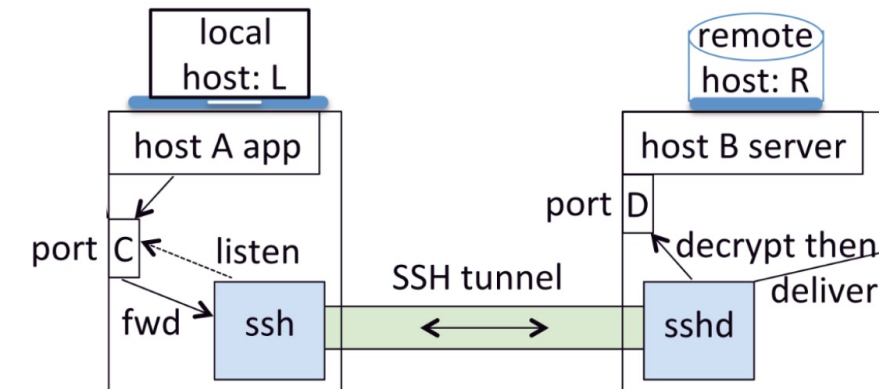 local
host: L
remote
host: R
host A app
host B server
port C
port D
listen
fwd
ssh
SSH tunnel
sshd
decrypt then
deliver